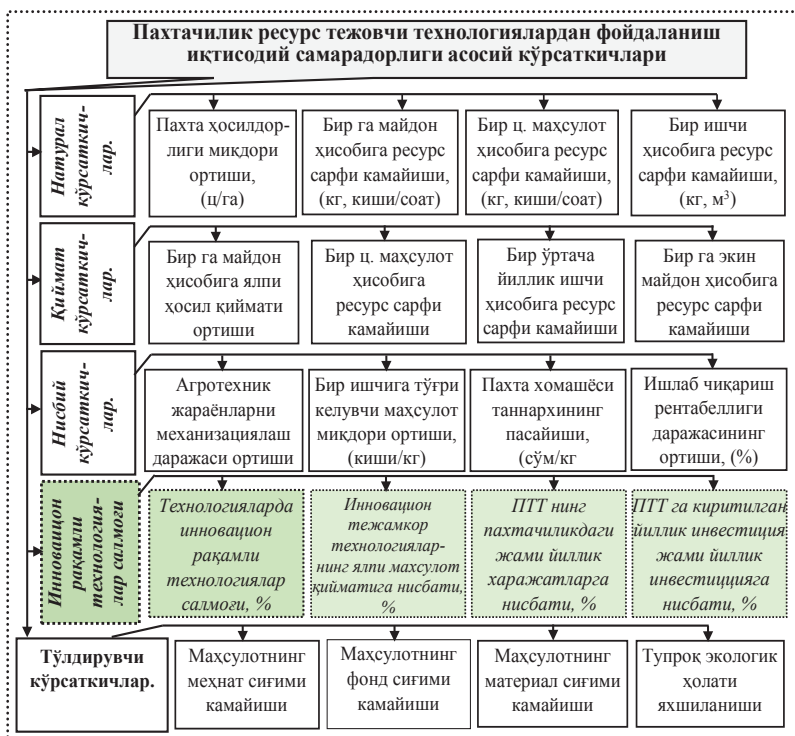 Пахтачилик ресурс тежовчи технологиялардан фойдаланиш
иқтисодий самарадорлиги асосий кўрсаткичлари
Натурал
кўрсаткич-
лар.
Пахта ҳосилдор-
лиги миқдори
ортиши,
(ц/га)
Бир га майдон
ҳисобига ресурс
сарфи камайиши,
(кг, киши/соат)
Бир ц. маҳсулот
ҳисобига ресурс
сарфи камайиши,
(кг, киши/соат)
Бир ишчи
ҳисобига ресурс
сарфи камайиши,
(кг, м³)
Қиймат
кўрсаткич-
лар.
Бир га майдон
ҳисобига ялпи
ҳосил қиймати
ортиши
Бир ц. маҳсулот
ҳисобига
ресурс сарфи
камайиши
Бир ўртача
йиллик ишчи
ҳисобига ресурс
сарфи камайиши
Бир га экин
майдон ҳисобига
ресурс сарфи
камайиши
Нисбий
кўрсаткич-
лар.
Агротехник
жараёнларни
механизациялаш
даражаси ортиши
Бир ишчига тўғри
келувчи маҳсулот
миқдори ортиши,
(киши/кг)
Пахта хомашёси
таннархининг
пасайиши,
(сўм/кг
Ишлаб чиқариш
рентабеллиги
даражасининг
ортиши, (%)
Инновацион
рақамли
технология-
лар салмоғи
Технологияларда
инновацион
рақамли
технологиялар
салмоғи, %
Инновацион
тежамкор
технологияляр-
нинг ялпи махсулот
қийматига нисбати,
%
ПТТ нинг
пахтачиликдаги
жами йиллик
харажатларга
нисбати, %
ПТТ га киритилган
йиллик инвестиция
жами йиллик
инвестиццияга
нисбати, %
Тўлдирувчи
кўрсаткичлар.
Маҳсулотнинг
меҳнат сиғими
камайиши
Маҳсулотнинг
фонд сиғими
камайиши
Маҳсулотнинг
материал сиғими
камайиши
Тупроқ экологик
ҳолати
яхшиланиши